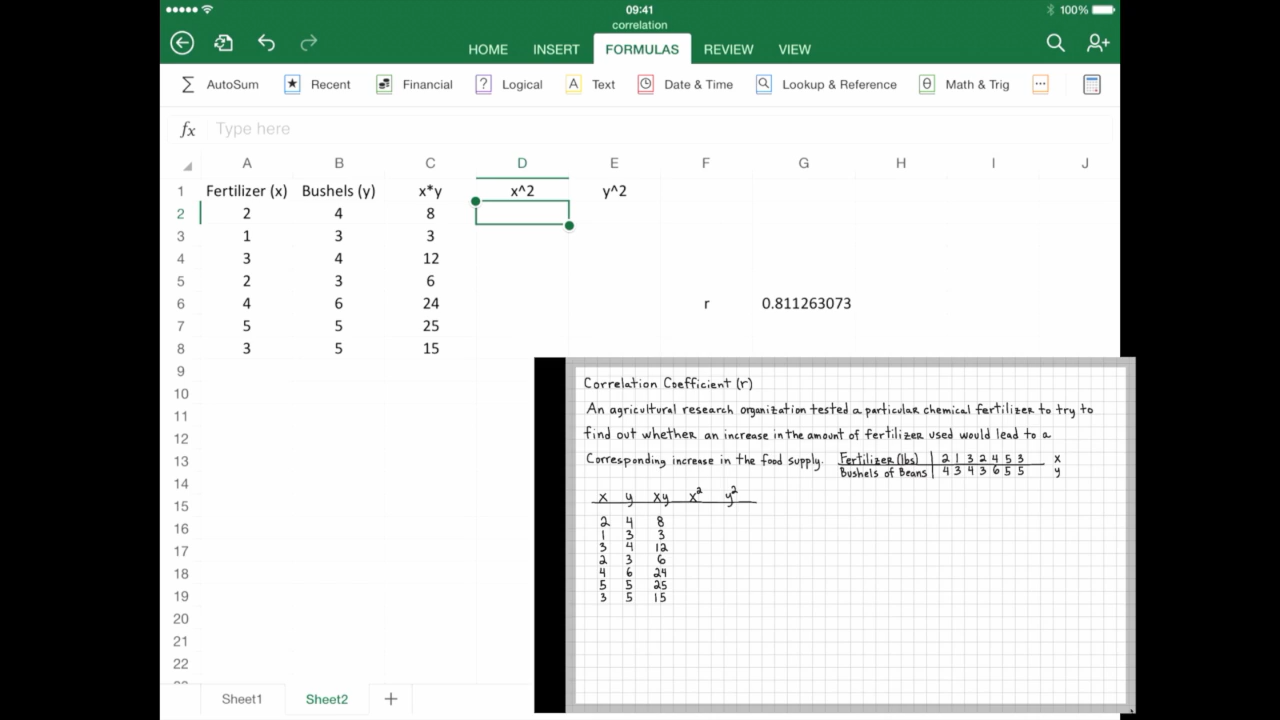 09:41
100%
correlation
HOME INSERT FORMULAS REVIEW VIEW
AutoSum Recent Financial Logical Text Date & Time Lookup & Reference Math & Trig
fx Type here
A B C D E F G H I J
1 Fertilizer (x) Bushels (y) x*y x^2 y^2
2 2 4 8
3 1 3 3
4 3 4 12
5 2 3 6
6 4 6 24 r 0.811263073
7 5 5 25
8 3 5 15
9
10
11
12
13
14
15
16
17
18
19
20
21
22
Sheet1 Sheet2 +
Correlation Coefficient (r)
An agricultural research organization tested a particular chemical fertilizer to try to
find out whether an increase in the amount of fertilizer used would lead to a
Corresponding increase in the food supply.
Fertilizer (lbs) 2 1 3 2 4 5 3 x
Bushels of Beans 4 3 4 3 6 5 5 y
x y xy x² y²
2 4 8
1 3 3
3 4 12
2 3 6
4 6 24
5 5 25
3 5 15